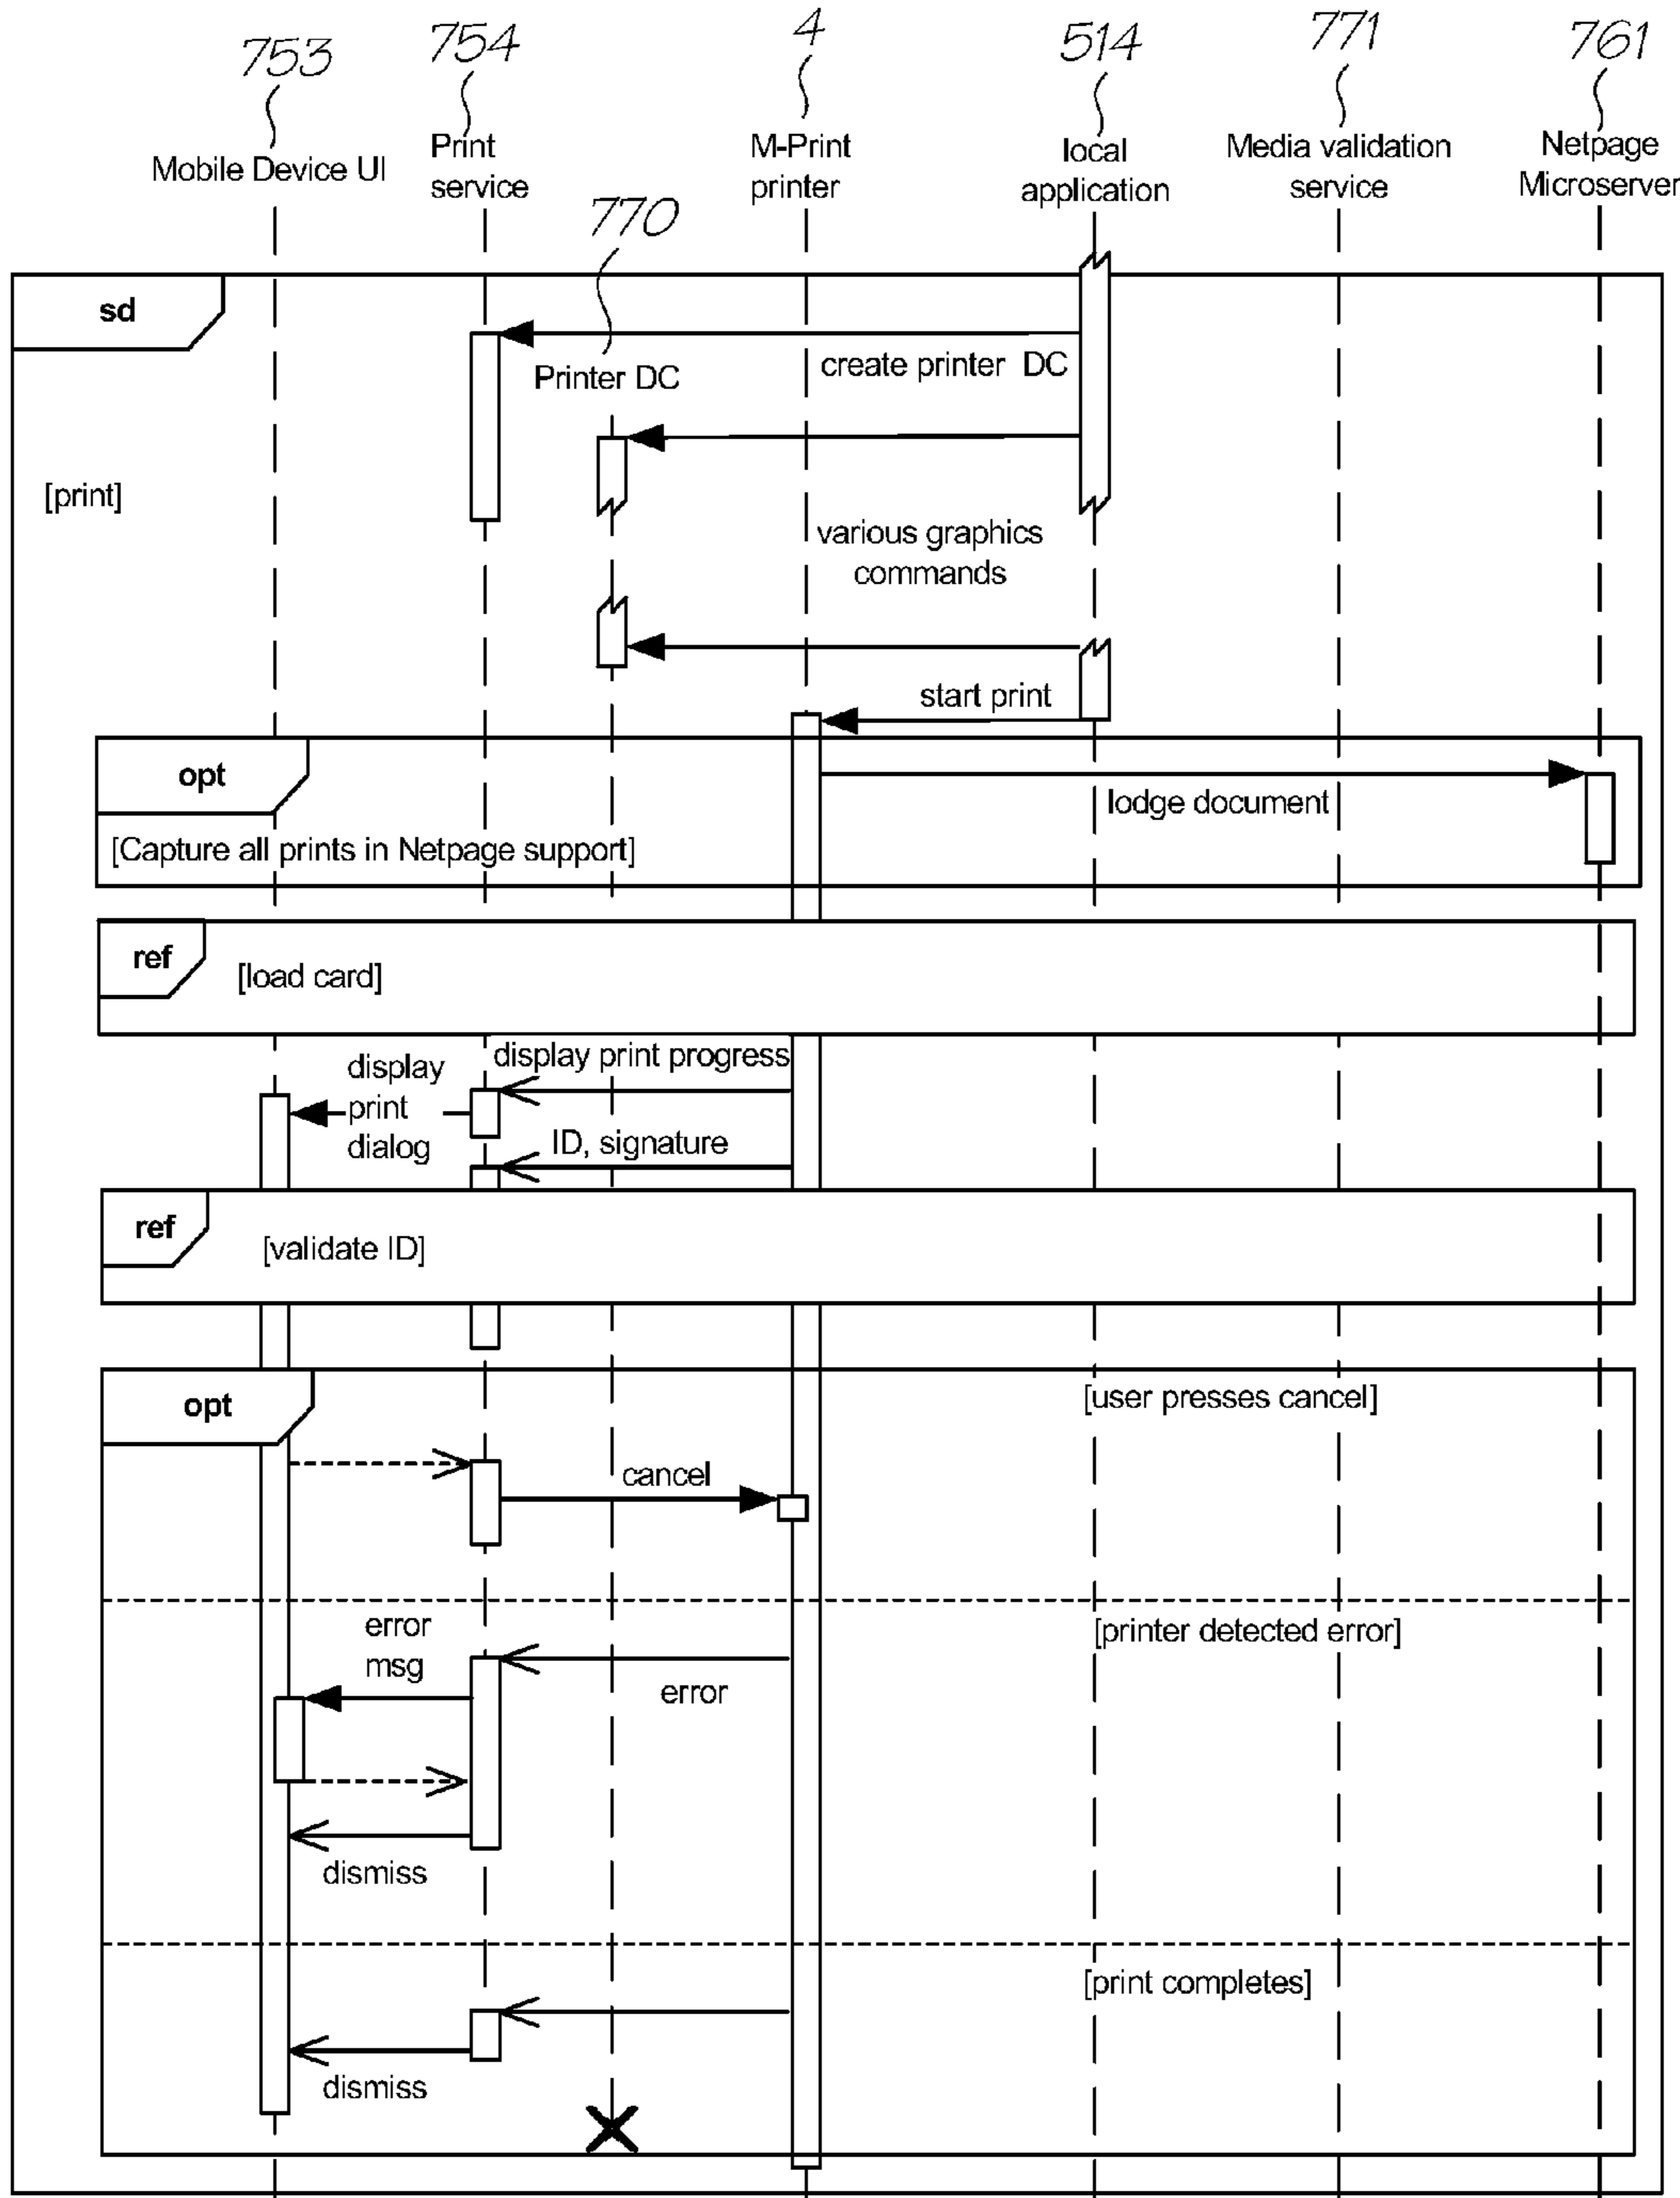 753
754
4
514
771
761
Mobile Device UI
Print
service
M-Print
printer
local
application
Media validation
service
Netpage
Microserver
770
sd
Printer DC
create printer DC
[print]
various graphics
commands
start print
opt
lodge document
[Capture all prints in Netpage support]
ref
[load card]
display print progress
display
print
dialog
ID, signature
ref
[validate ID]
opt
[user presses cancel]
cancel
[printer detected error]
error
msg
error
dismiss
[print completes]
dismiss